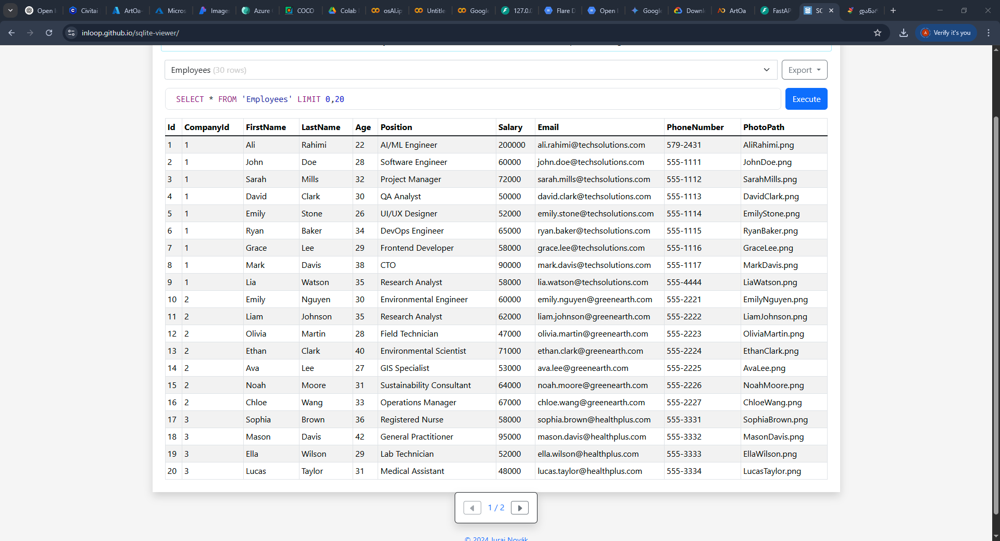 Open I Civitai ArtOa- Micros Images Azure COCO Colab osAI.ip Untitle Google 127.0.0 Flare D Open Google Downl ArtOa FastAP SQ დანარ
inloop.github.io/sqlite-viewer/ Verify it's you
Employees (30 rows) Export
SELECT * FROM 'Employees' LIMIT 0,20 Execute
Id CompanyId FirstName LastName Age Position Salary Email PhoneNumber PhotoPath
1 1 Ali Rahimi 22 AI/ML Engineer 200000 ali.rahimi@techsolutions.com 579-2431 AliRahimi.png
2 1 John Doe 28 Software Engineer 60000 john.doe@techsolutions.com 555-1111 JohnDoe.png
3 1 Sarah Mills 32 Project Manager 72000 sarah.mills@techsolutions.com 555-1112 SarahMills.png
4 1 David Clark 30 QA Analyst 50000 david.clark@techsolutions.com 555-1113 DavidClark.png
5 1 Emily Stone 26 UI/UX Designer 52000 emily.stone@techsolutions.com 555-1114 EmilyStone.png
6 1 Ryan Baker 34 DevOps Engineer 65000 ryan.baker@techsolutions.com 555-1115 RyanBaker.png
7 1 Grace Lee 29 Frontend Developer 58000 grace.lee@techsolutions.com 555-1116 GraceLee.png
8 1 Mark Davis 38 CTO 90000 mark.davis@techsolutions.com 555-1117 MarkDavis.png
9 1 Lia Watson 35 Research Analyst 58000 lia.watson@techsolutions.com 555-4444 LiaWatson.png
10 2 Emily Nguyen 30 Environmental Engineer 60000 emily.nguyen@greenearth.com 555-2221 EmilyNguyen.png
11 2 Liam Johnson 35 Research Analyst 62000 liam.johnson@greenearth.com 555-2222 LiamJohnson.png
12 2 Olivia Martin 28 Field Technician 47000 olivia.martin@greenearth.com 555-2223 OliviaMartin.png
13 2 Ethan Clark 40 Environmental Scientist 71000 ethan.clark@greenearth.com 555-2224 EthanClark.png
14 2 Ava Lee 27 GIS Specialist 53000 ava.lee@greenearth.com 555-2225 AvaLee.png
15 2 Noah Moore 31 Sustainability Consultant 64000 noah.moore@greenearth.com 555-2226 NoahMoore.png
16 2 Chloe Wang 33 Operations Manager 67000 chloe.wang@greenearth.com 555-2227 ChloeWang.png
17 3 Sophia Brown 36 Registered Nurse 58000 sophia.brown@healthplus.com 555-3331 SophiaBrown.png
18 3 Mason Davis 42 General Practitioner 95000 mason.davis@healthplus.com 555-3332 MasonDavis.png
19 3 Ella Wilson 29 Lab Technician 52000 ella.wilson@healthplus.com 555-3333 EllaWilson.png
20 3 Lucas Taylor 31 Medical Assistant 48000 lucas.taylor@healthplus.com 555-3334 LucasTaylor.png
1 / 2
© 2024 Juraj Novák